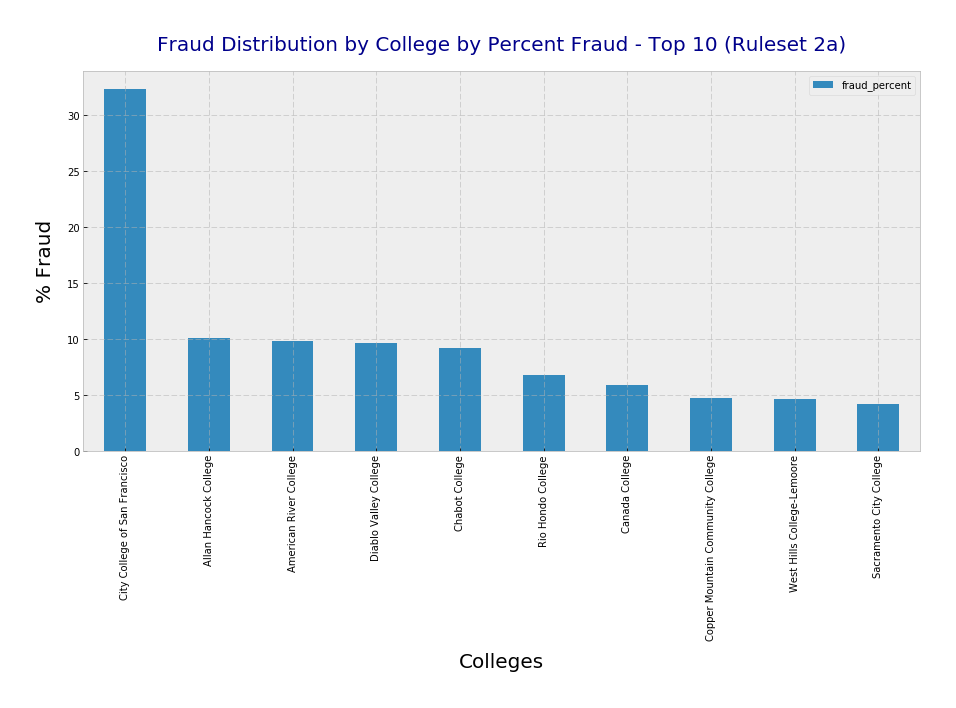 Fraud Distribution by College by Percent Fraud - Top 10 (Ruleset 2a)
fraud_percent
% Fraud
30
25
20
15
10
5
0
City College of San Francisco
Allan Hancock College
American River College
Diablo Valley College
Chabot College
Rio Hondo College
Canada College
Copper Mountain Community College
West Hills College-Lemoore
Sacramento City College
Colleges